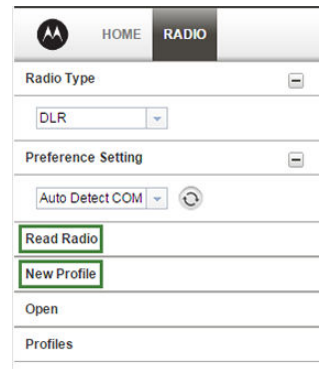 HOME RADIO
Radio Type
DLR
Preference Setting
Auto Detect COM
Read Radio
New Profile
Open
Profiles